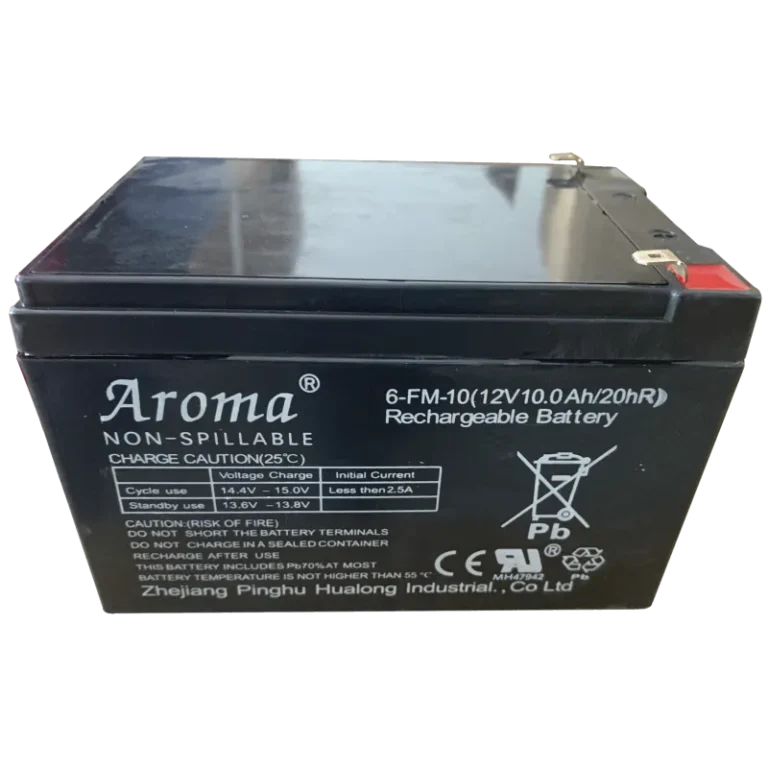 Aroma®
NON-SPILLABLE
6-FM-10(12V10.0Ah/20hR)
Rechargeable Battery
CHARGE CAUTION(25℃)
Voltage Charge Initial Current
Cycle use 14.4V – 15.0V Less then2.5A
Standby use 13.6V –13.8V
CAUTION:(RISK OF FIRE)
DO NOT SHORT THE BATTERY TERMINALS
DO NOT CHARGE IN A SEALED CONTAINER
RECHARGE AFTER USE
THIS BATTERY INCLUDES Pb70%AT MOST
BATTERY TEMPERATURE IS NOT HIGHER THAN 55 ℃
Pb
CE RU ®
MH47942
Pb
Zhejiang Pinghu Hualong Industrial.,Co Ltd